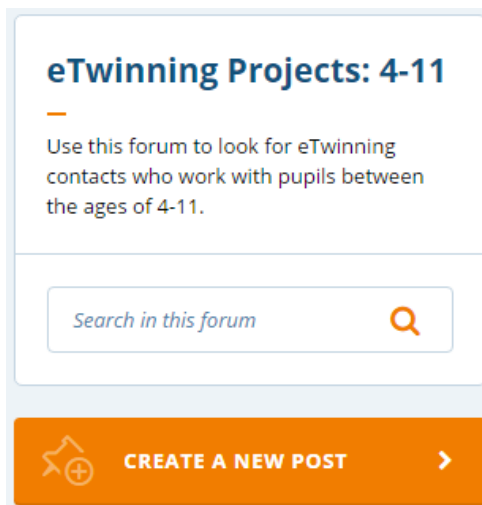 eTwinning Projects: 4-11
Use this forum to look for eTwinning
contacts who work with pupils between
the ages of 4-11.
Search in this forum
CREATE A NEW POST